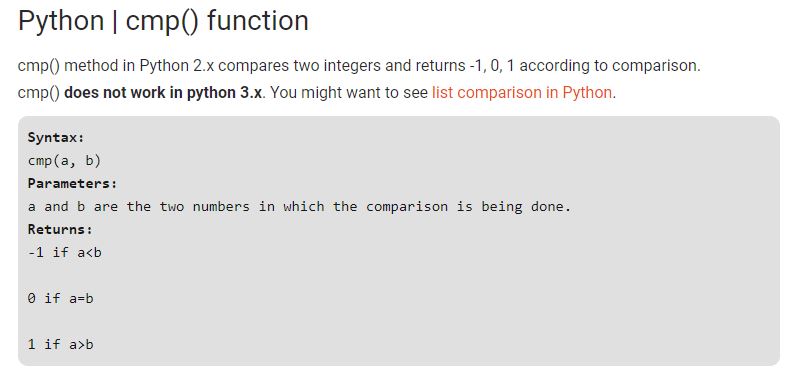 Python | cmp() function
cmp() method in Python 2.x compares two integers and returns -1, 0, 1 according to comparison.
cmp() does not work in python 3.x. You might want to see list comparison in Python.
Syntax:
cmp(a, b)
Parameters:
a and b are the two numbers in which the comparison is being done.
Returns:
-1 if a<b
0 if a=b
1 if a>b